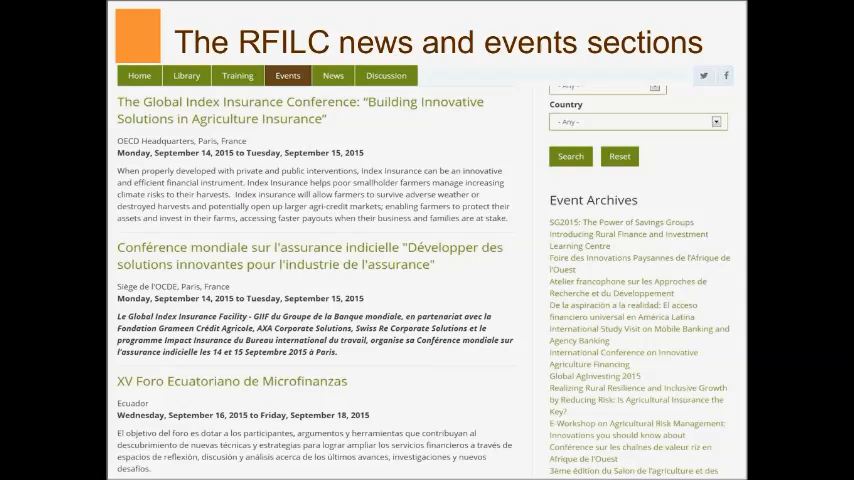 The RFILC news and events sections
Home Library Training Events News Discussion
The Global Index Insurance Conference: “Building Innovative
Solutions in Agriculture Insurance”
OECD Headquarters, Paris, France
Monday, September 14, 2015 to Tuesday, September 15, 2015
When properly developed with private and public interventions, Index Insurance can be an innovative
and efficient financial instrument. Index Insurance helps poor smallholder farmers manage increasing
climate risks to their harvests. Index insurance will allow farmers to survive adverse weather or
destroyed harvests and potentially open up larger agri-credit markets; enabling farmers to protect their
assets and invest in their farms, accessing faster payouts when their business and families are at stake.
Conférence mondiale sur l'assurance indicielle "Développer des
solutions innovantes pour l'industrie de l'assurance"
Siège de l'OCDE, Paris, France
Monday, September 14, 2015 to Tuesday, September 15, 2015
Le Global Index Insurance Facility - GIIF du Groupe de la Banque mondiale, en partenariat avec la
Fondation Grameen Crédit Agricole, AXA Corporate Solutions, Swiss Re Corporate Solutions et le
programme Impact Insurance du Bureau international du travail, organise sa Conférence mondiale sur
l'assurance indicielle les 14 et 15 Septembre 2015 à Paris.
XV Foro Ecuatoriano de Microfinanzas
Ecuador
Wednesday, September 16, 2015 to Friday, September 18, 2015
El objetivo del foro es dotar a los participantes, argumentos y herramientas que contribuyan al
descubrimiento de nuevas técnicas y estrategias para lograr ampliar los servicios financieros a través de
espacios de reflexión, discusión y análisis acerca de los últimos avances, investigaciones y nuevos
desafíos.
- Any -
Country
- Any -
Search Reset
Event Archives
SG2015: The Power of Savings Groups
Introducing Rural Finance and Investment
Learning Centre
Foire des Innovations Paysannes de l'Afrique de
l'Ouest
Atelier francophone sur les Approches de
Recherche et du Développement
De la aspiración a la realidad: El acceso
financiero universal en América Latina
International Study Visit on Mobile Banking and
Agency Banking
International Conference on Innovative
Agriculture Financing
Global AgInvesting 2015
Realizing Rural Resilience and Inclusive Growth
by Reducing Risk: Is Agricultural Insurance the
Key?
E-Workshop on Agricultural Risk Management:
Innovations you should know about
Conférence sur les chaînes de valeur riz en
Afrique de l'Ouest
3ème édition du Salon de l'agriculture et des